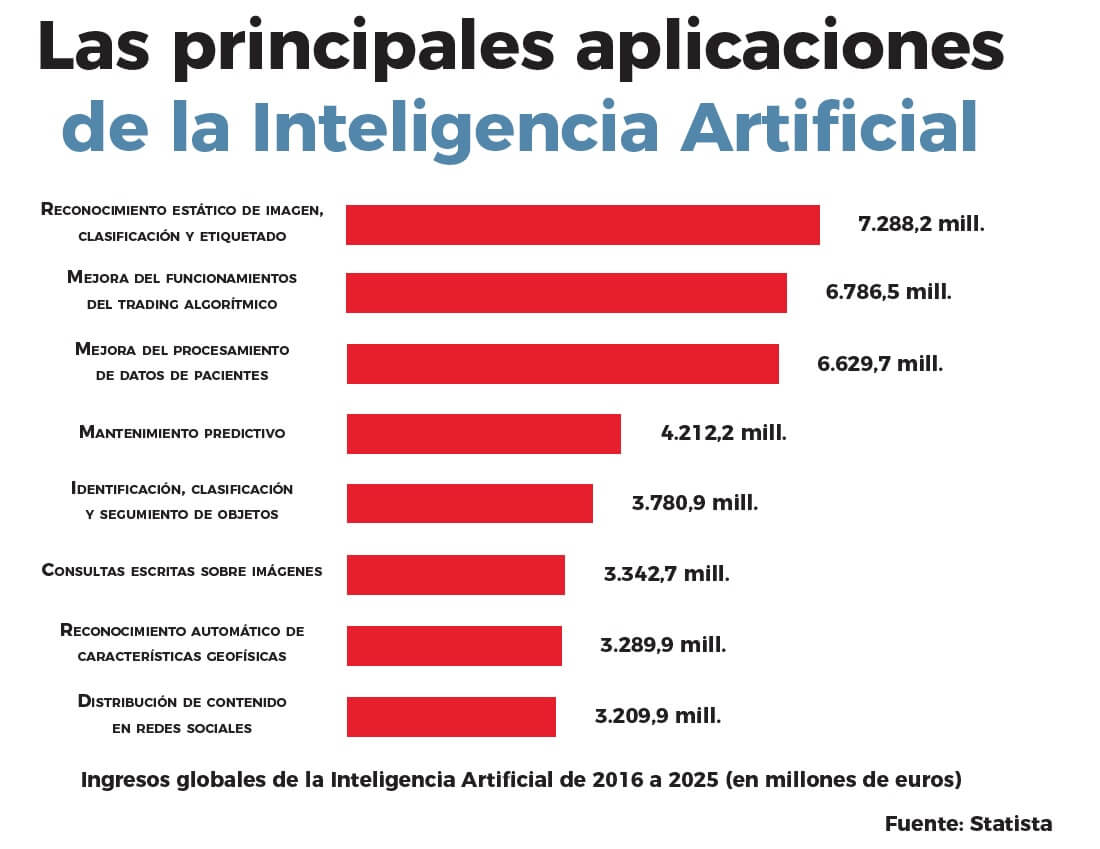 Las principales aplicaciones
de la Inteligencia Artificial
Reconocimiento estático de imagen,
clasificación y etiquetado
7.288,2 mill.
Mejora del funcionamientos
del trading algorítmico
6.786,5 mill.
Mejora del procesamiento
de datos de pacientes
6.629,7 mill.
Mantenimiento predictivo
4.212,2 mill.
Identificación, clasificación
y segumiento de objetos
3.780,9 mill.
Consultas escritas sobre imágenes
3.342,7 mill.
Reconocimiento automático de
características geofísicas
3.289,9 mill.
Distribución de contenido
en redes sociales
3.209,9 mill.
Ingresos globales de la Inteligencia Artificial de 2016 a 2025 (en millones de euros)
Fuente: Statista